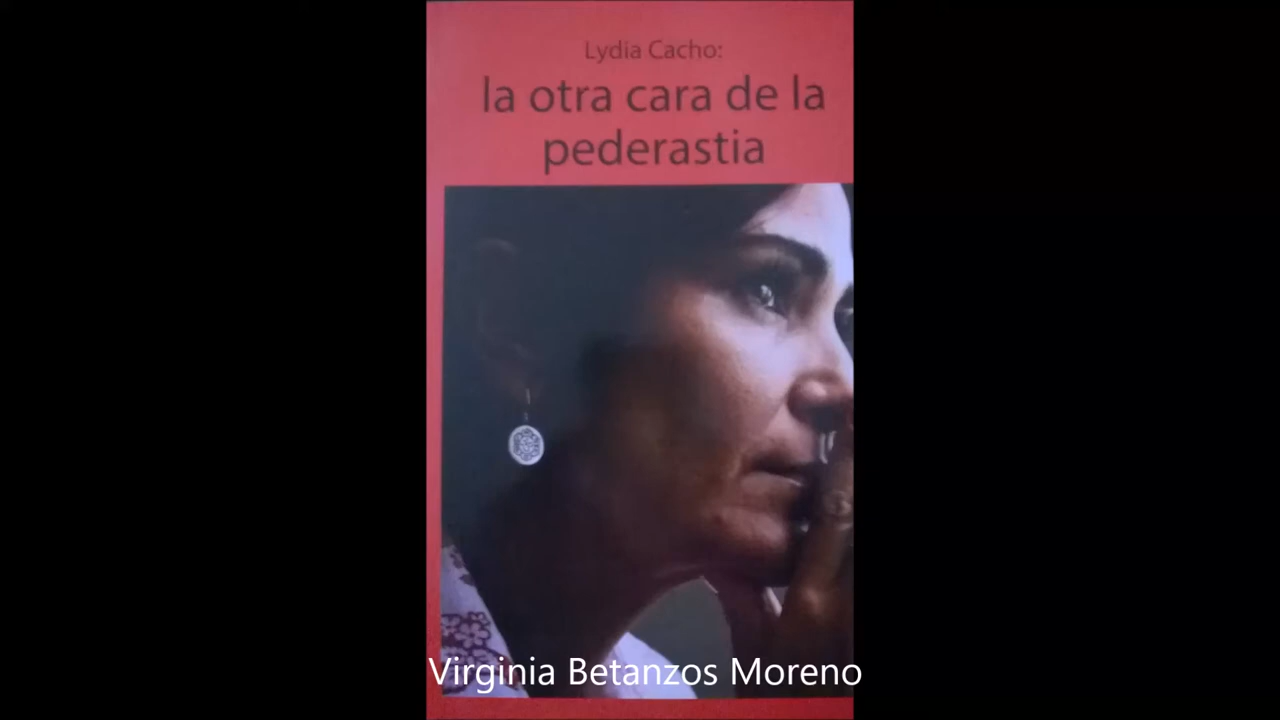 Lydia Cacho:
la otra cara de la
pederastia
Virginia Betanzos Moreno